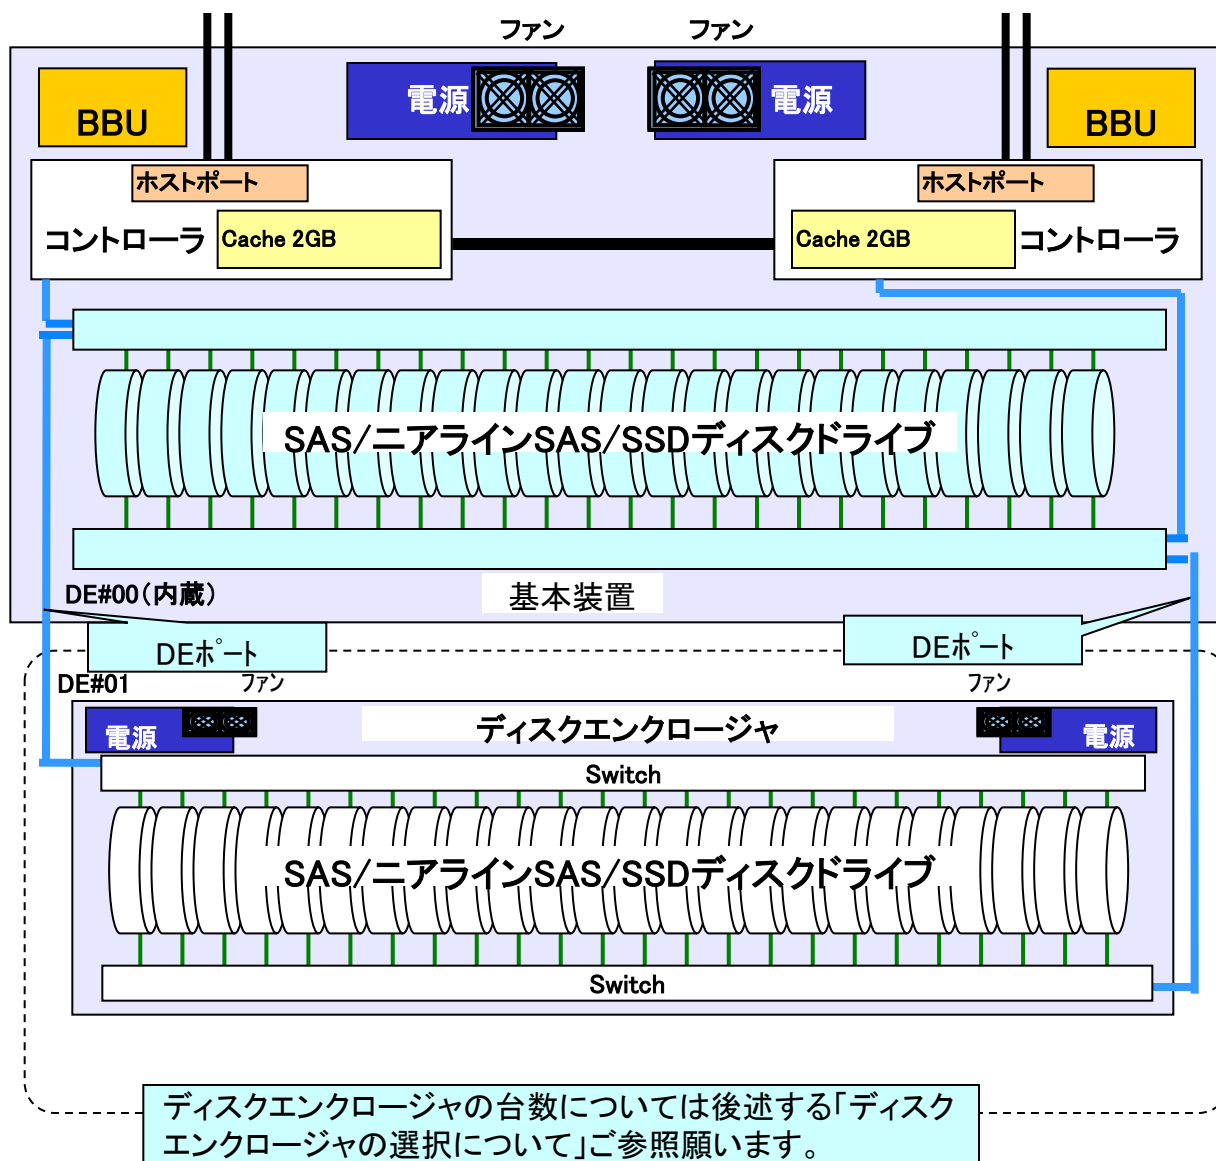 ファン
ファン
BBU
電源
電源
BBU
ホストポート
ホストポート
コントローラ
Cache 2GB
Cache 2GB
コントローラ
SAS/ニアラインSAS/SSDディスクドライブ
DE#00(内蔵)
基本装置
DEポート
DEポート
DE#01
ファン
ファン
電源
ディスクエンクロージャ
電源
Switch
SAS/ニアラインSAS/SSDディスクドライブ
Switch
ディスクエンクロージャの台数については後述する「ディスク
エンクロージャの選択について」ご参照願います。